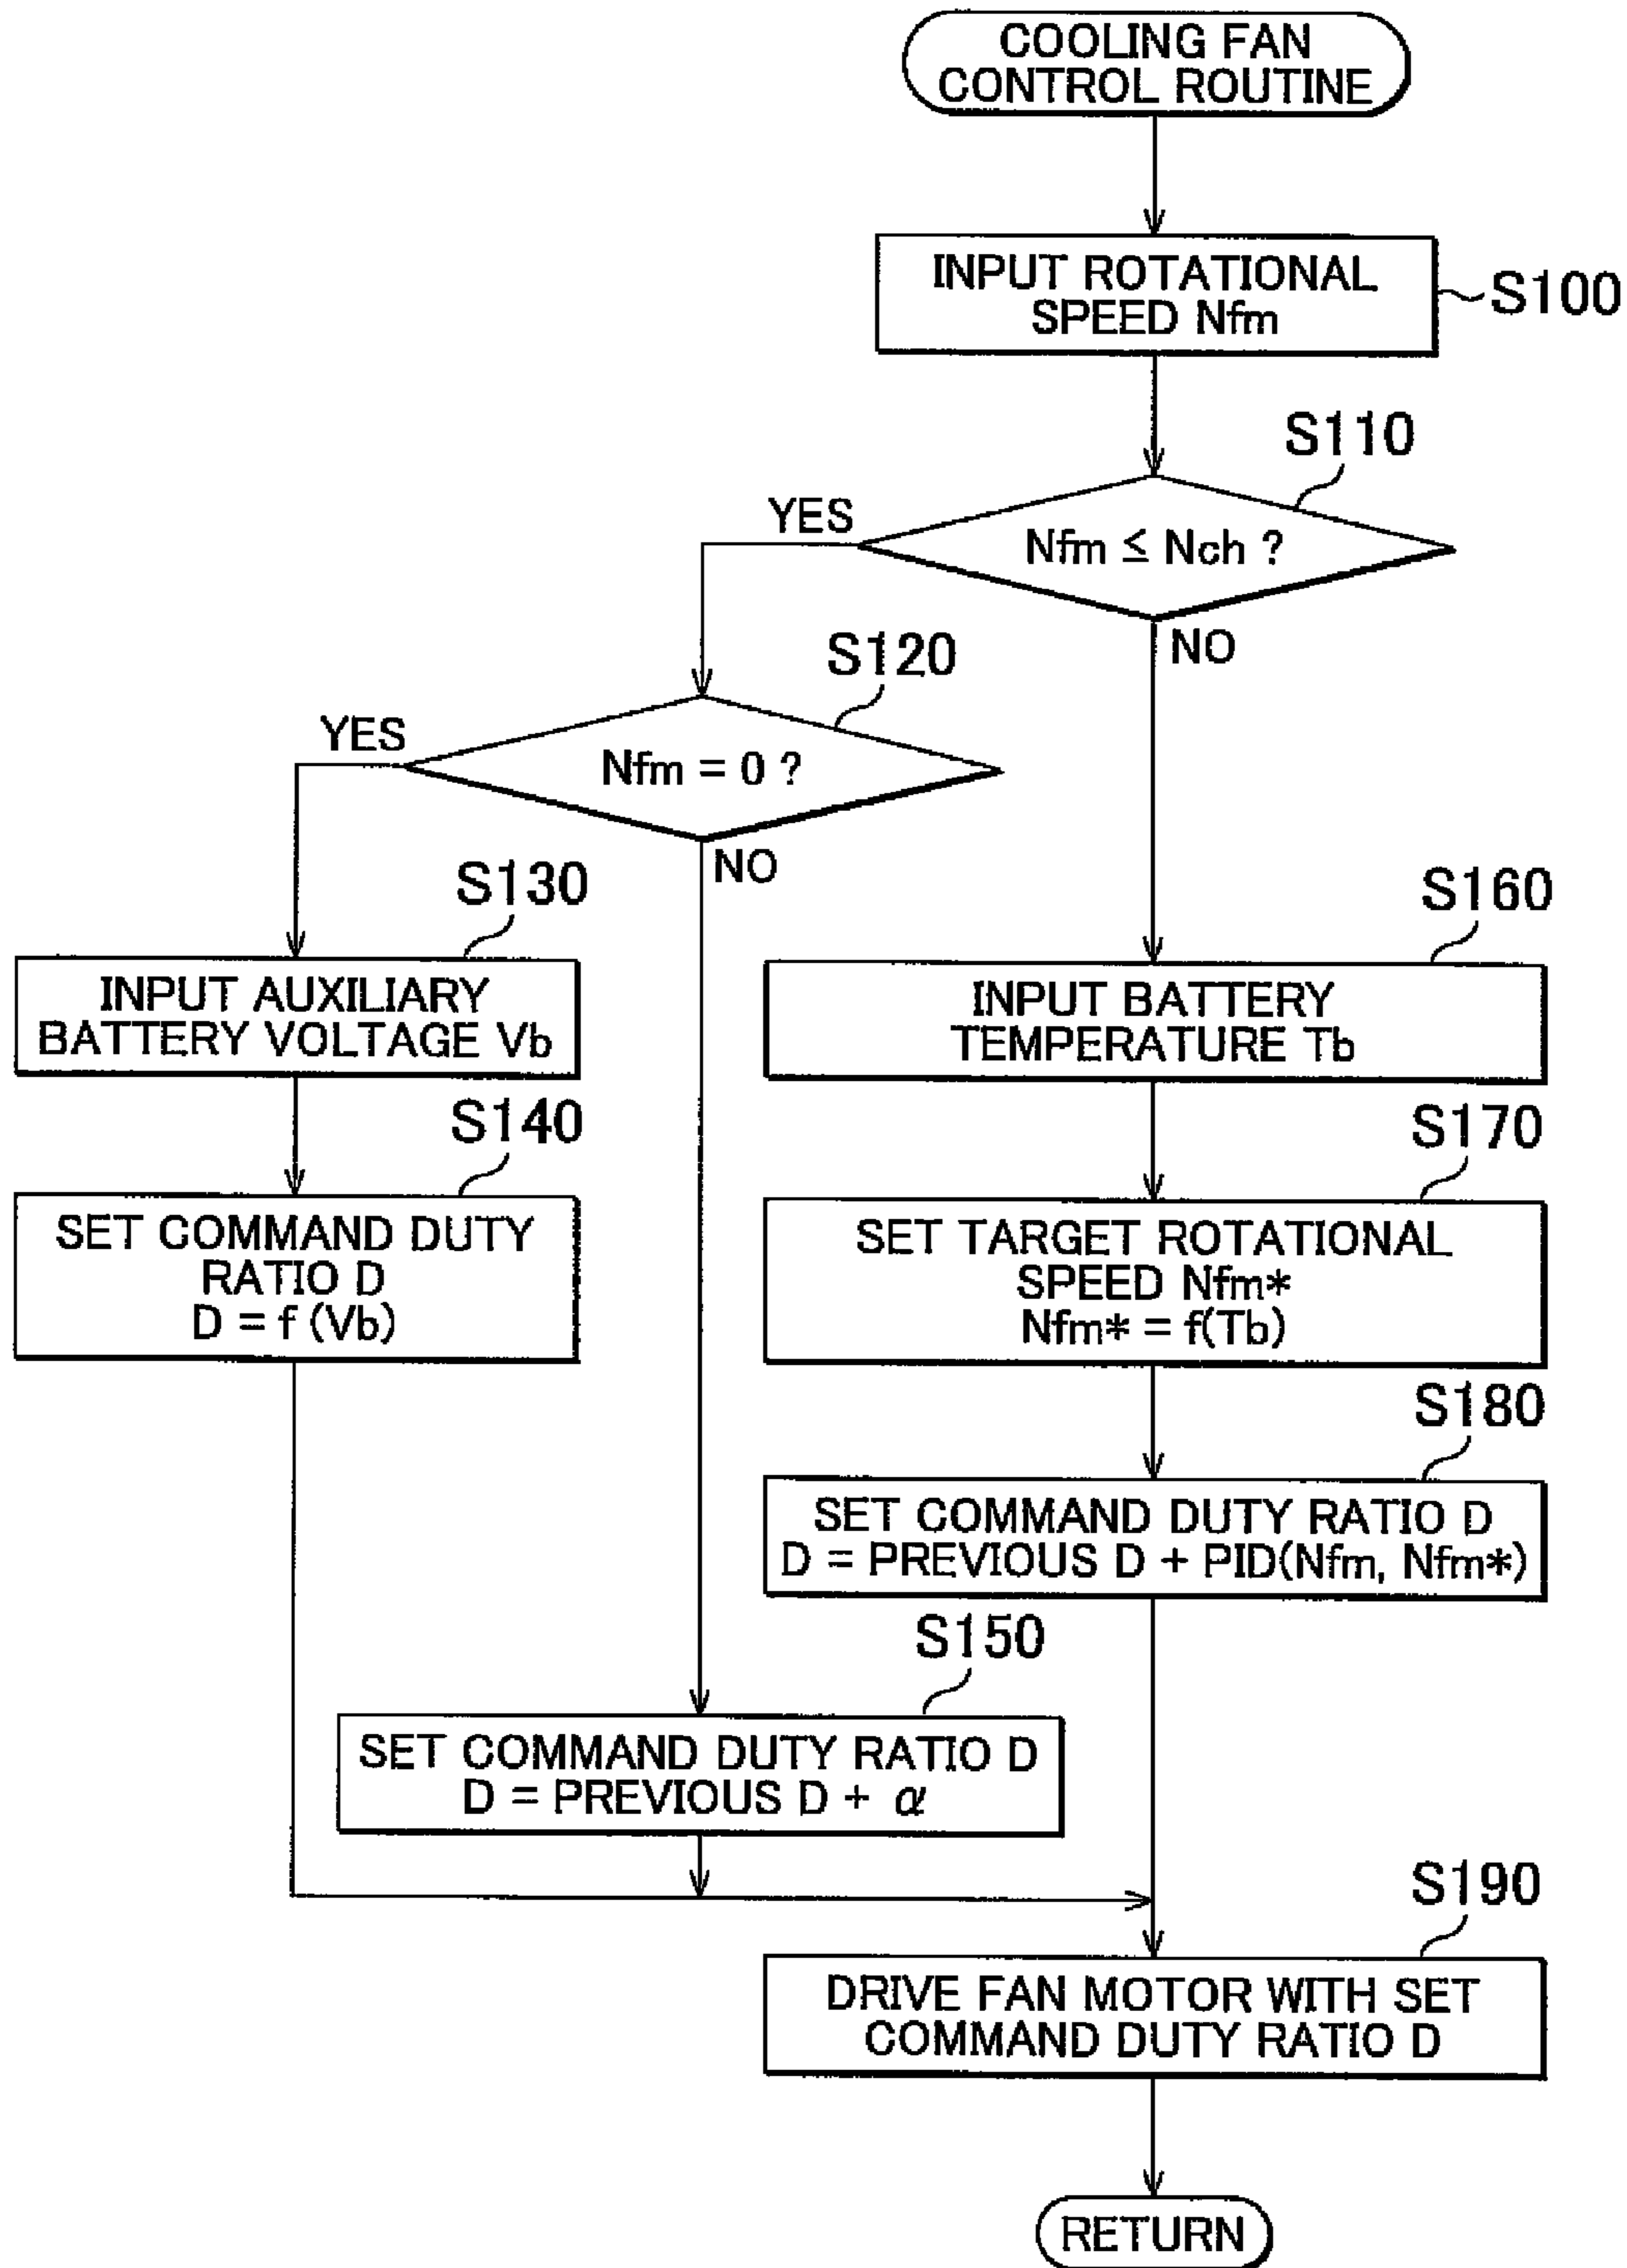 COOLING FAN
CONTROL ROUTINE
INPUT ROTATIONAL
SPEED Nfm
S100
S110
YES
Nfm ≤ Nch ?
NO
S120
YES
Nfm = 0 ?
NO
S130
INPUT AUXILIARY
BATTERY VOLTAGE Vb
S160
INPUT BATTERY
TEMPERATURE Tb
S140
SET COMMAND DUTY
RATIO D
D = f (Vb)
S170
SET TARGET ROTATIONAL
SPEED Nfm*
Nfm* = f(Tb)
S180
SET COMMAND DUTY RATIO D
D = PREVIOUS D + PID(Nfm, Nfm*)
S150
SET COMMAND DUTY RATIO D
D = PREVIOUS D + α
S190
DRIVE FAN MOTOR WITH SET
COMMAND DUTY RATIO D
RETURN